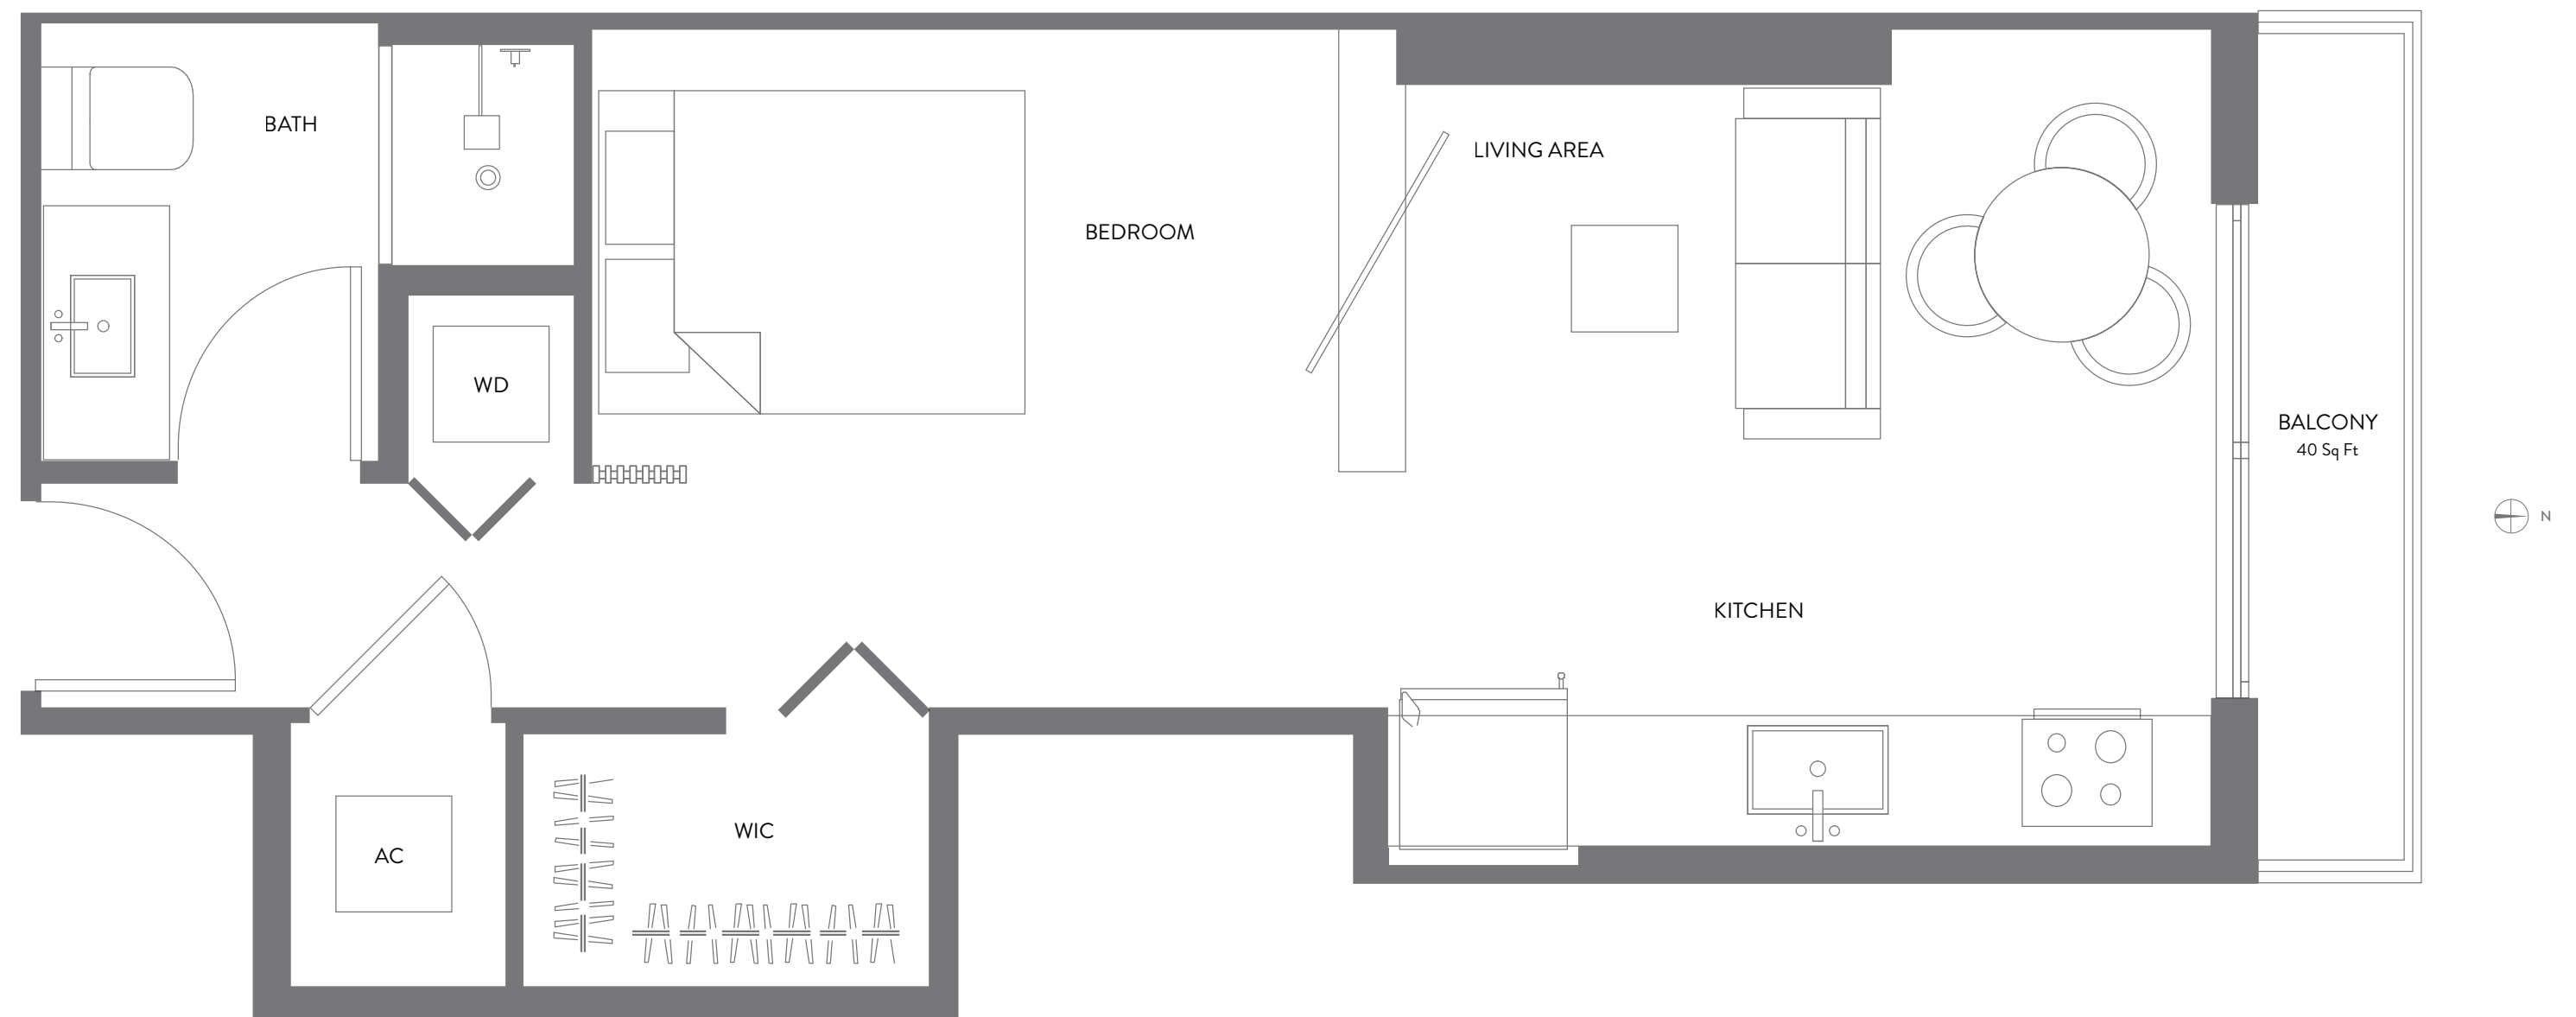 BATH
LIVING AREA
BEDROOM
WD
BALCONY
40 Sq Ft
N
KITCHEN
WIC
AC